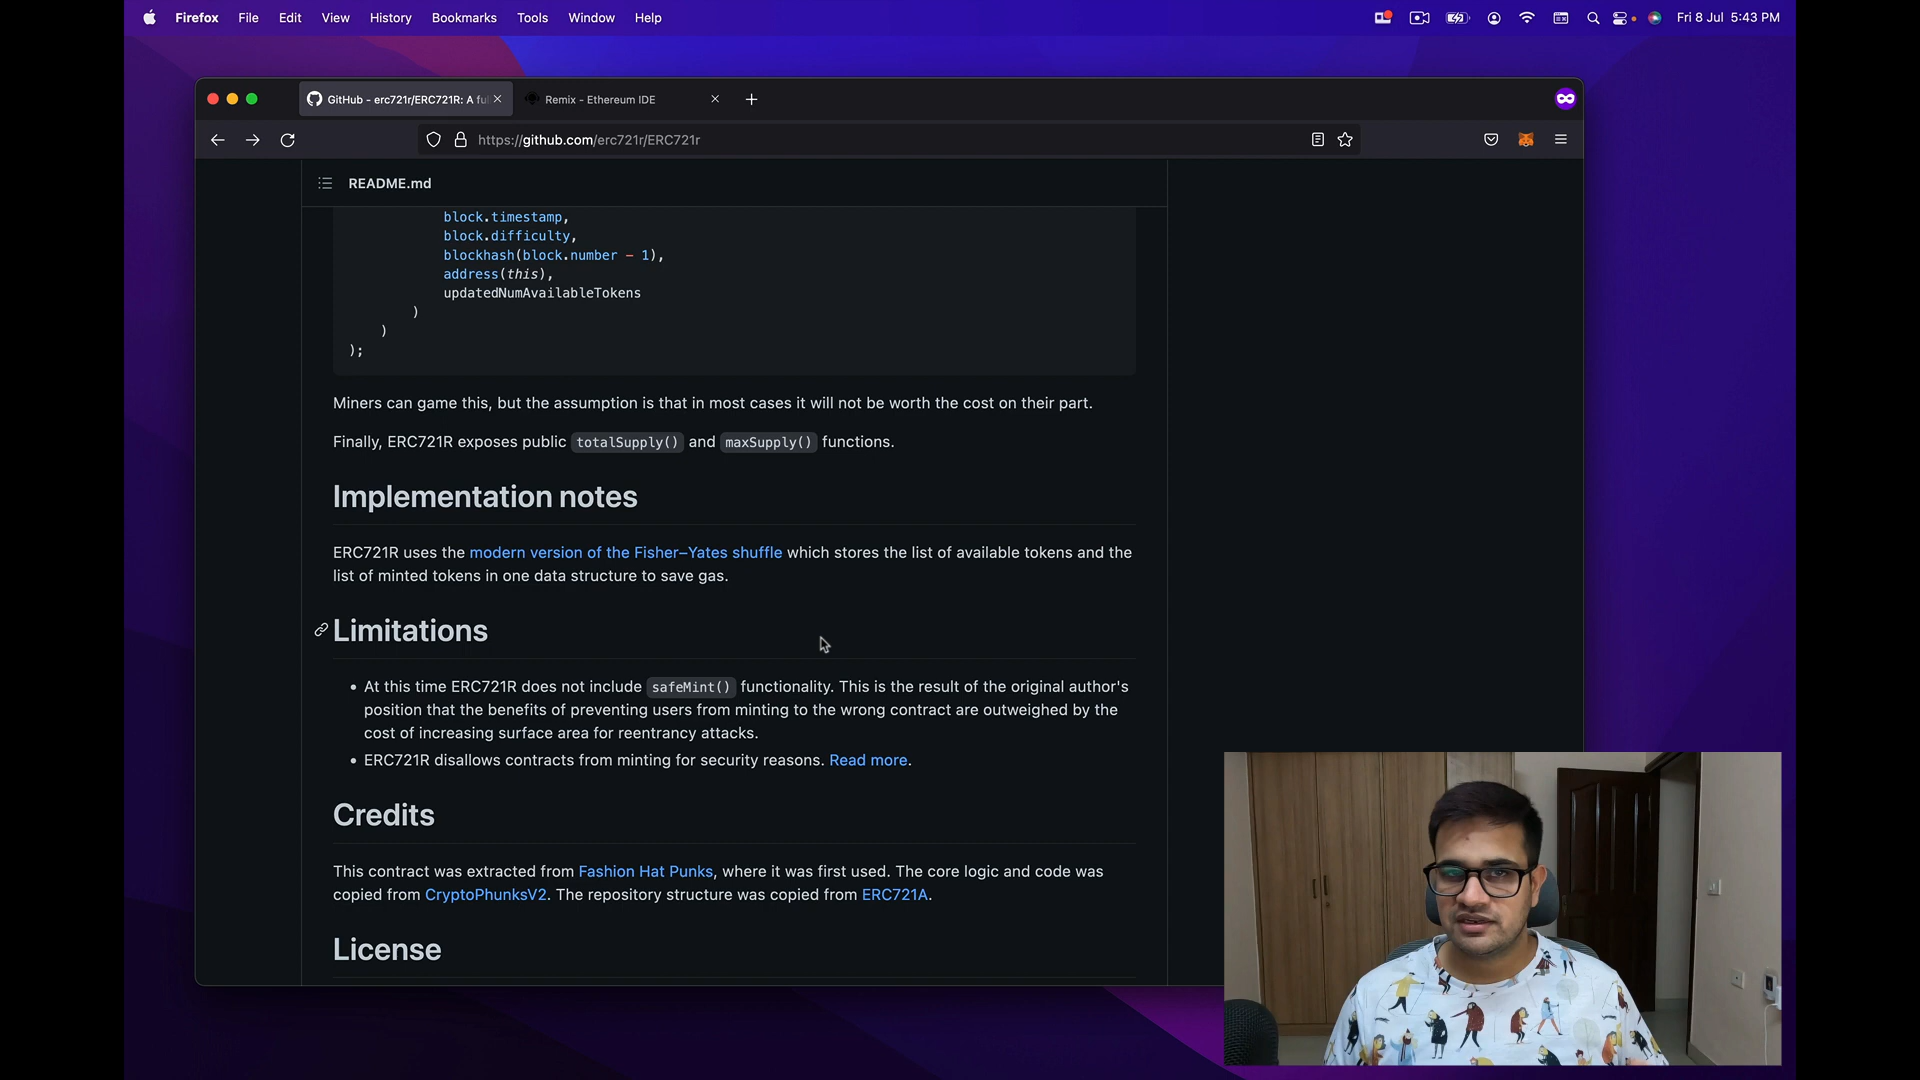 Firefox File Edit View History Bookmarks Tools Window Help Fri 8 Jul 5:43 PM
GitHub - erc721r/ERC721R: A ful Remix - Ethereum IDE
https://github.com/erc721r/ERC721r
README.md
block.timestamp,
block.difficulty,
blockhash(block.number - 1),
address(this),
updatedNumAvailableTokens
)
)
);
Miners can game this, but the assumption is that in most cases it will not be worth the cost on their part.
Finally, ERC721R exposes public totalSupply() and maxSupply() functions.
Implementation notes
ERC721R uses the modern version of the Fisher–Yates shuffle which stores the list of available tokens and the
list of minted tokens in one data structure to save gas.
Limitations
• At this time ERC721R does not include safeMint() functionality. This is the result of the original author's
position that the benefits of preventing users from minting to the wrong contract are outweighed by the
cost of increasing surface area for reentrancy attacks.
• ERC721R disallows contracts from minting for security reasons. Read more.
Credits
This contract was extracted from Fashion Hat Punks, where it was first used. The core logic and code was
copied from CryptoPhunksV2. The repository structure was copied from ERC721A.
License